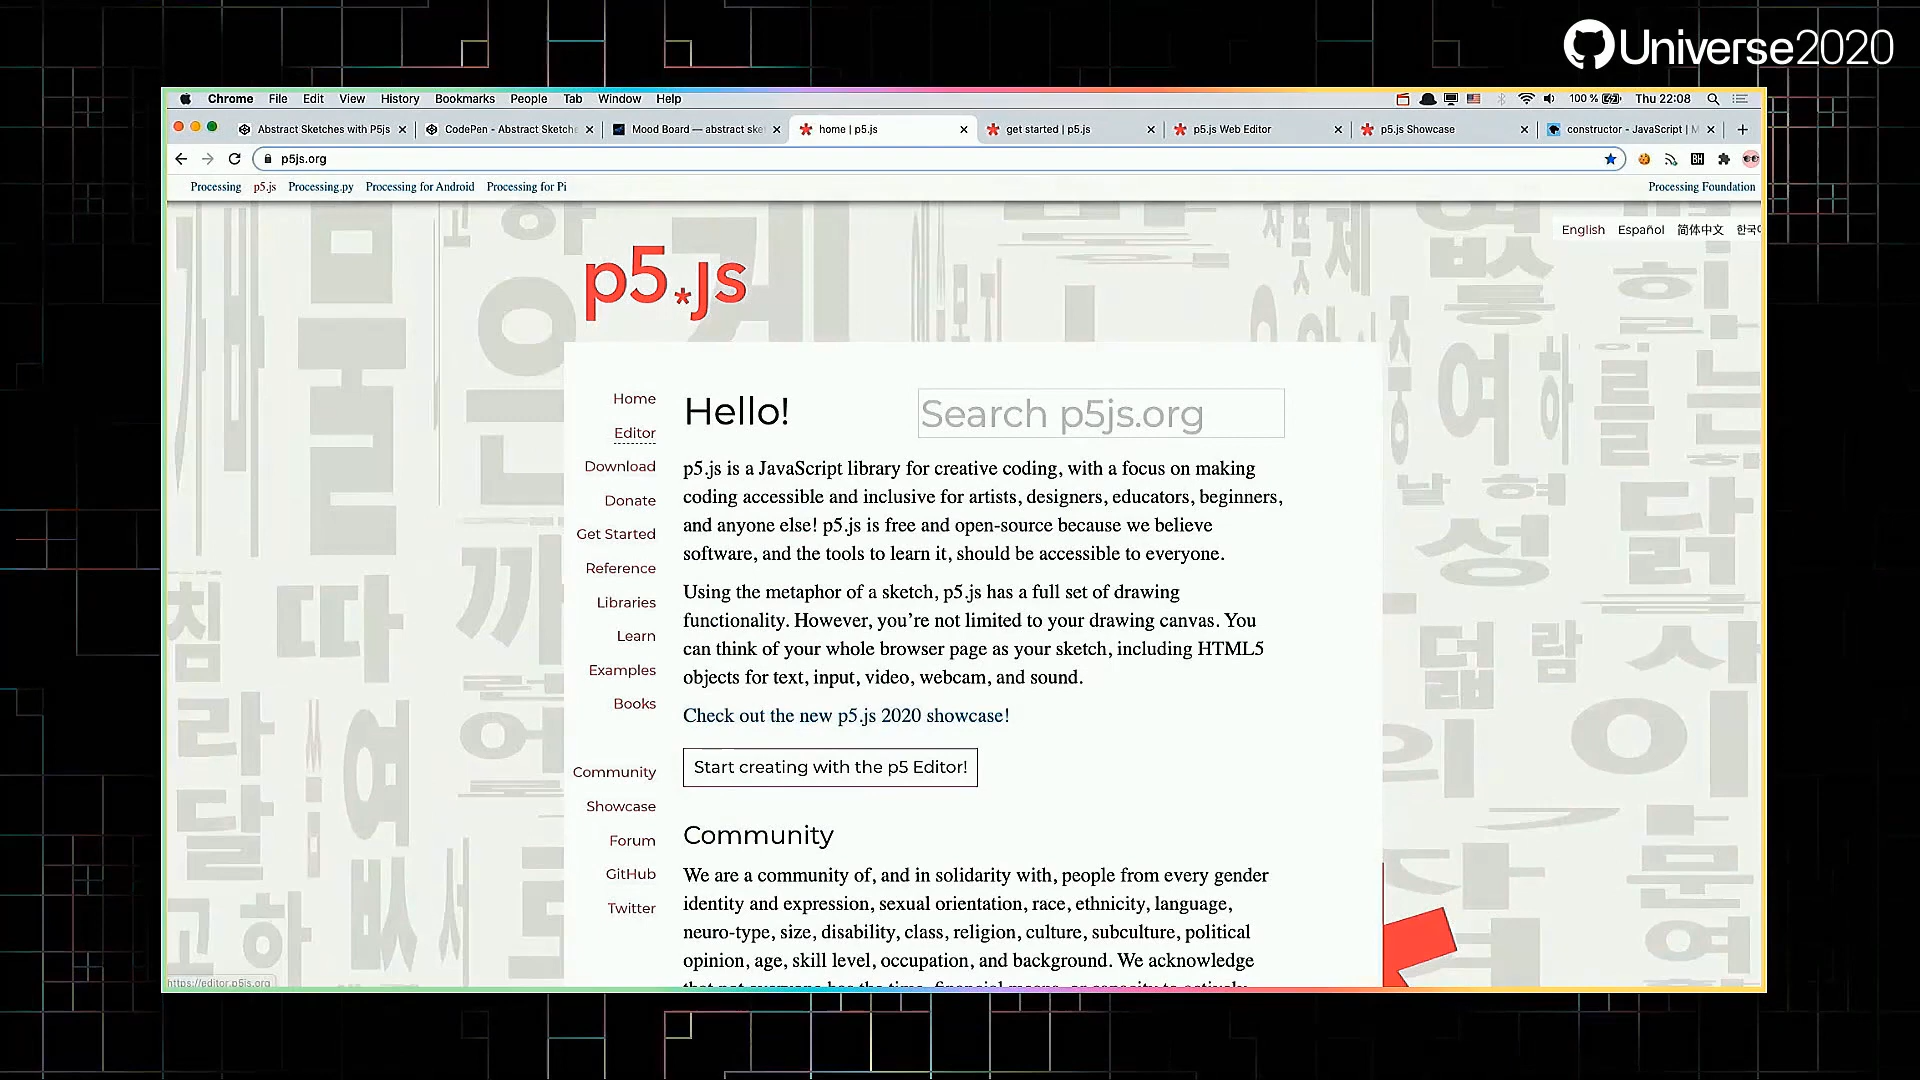 Universe2020
Chrome File Edit View History Bookmarks People Tab Window Help
100 % Thu 22:08
Abstract Sketches with P5js
CodePen - Abstract Sketche
Mood Board — abstract ske
home | p5.js
get started | p5.js
p5.js Web Editor
p5.js Showcase
constructor - JavaScript | M
p5js.org
BH
Processing p5.js Processing.py Processing for Android Processing for Pi
Processing Foundation
English Español 简体中文 한국
p5.js
Home
Editor
Download
Donate
Get Started
Reference
Libraries
Learn
Examples
Books
Community
Showcase
Forum
GitHub
Twitter
Hello!
Search p5js.org
p5.js is a JavaScript library for creative coding, with a focus on making
coding accessible and inclusive for artists, designers, educators, beginners,
and anyone else! p5.js is free and open-source because we believe
software, and the tools to learn it, should be accessible to everyone.
Using the metaphor of a sketch, p5.js has a full set of drawing
functionality. However, you’re not limited to your drawing canvas. You
can think of your whole browser page as your sketch, including HTML5
objects for text, input, video, webcam, and sound.
Check out the new p5.js 2020 showcase!
Start creating with the p5 Editor!
Community
We are a community of, and in solidarity with, people from every gender
identity and expression, sexual orientation, race, ethnicity, language,
neuro-type, size, disability, class, religion, culture, subculture, political
opinion, age, skill level, occupation, and background. We acknowledge
https://editor.p5js.org